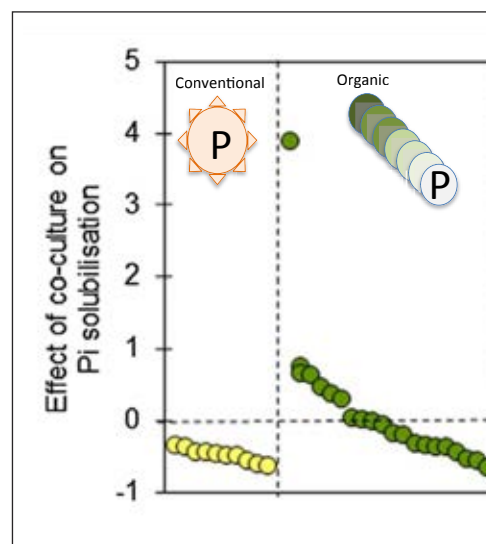 5
Conventional
Organic
4
P
P
3
2
1
0
-1
Effect of co-culture on
Pi solubilisation